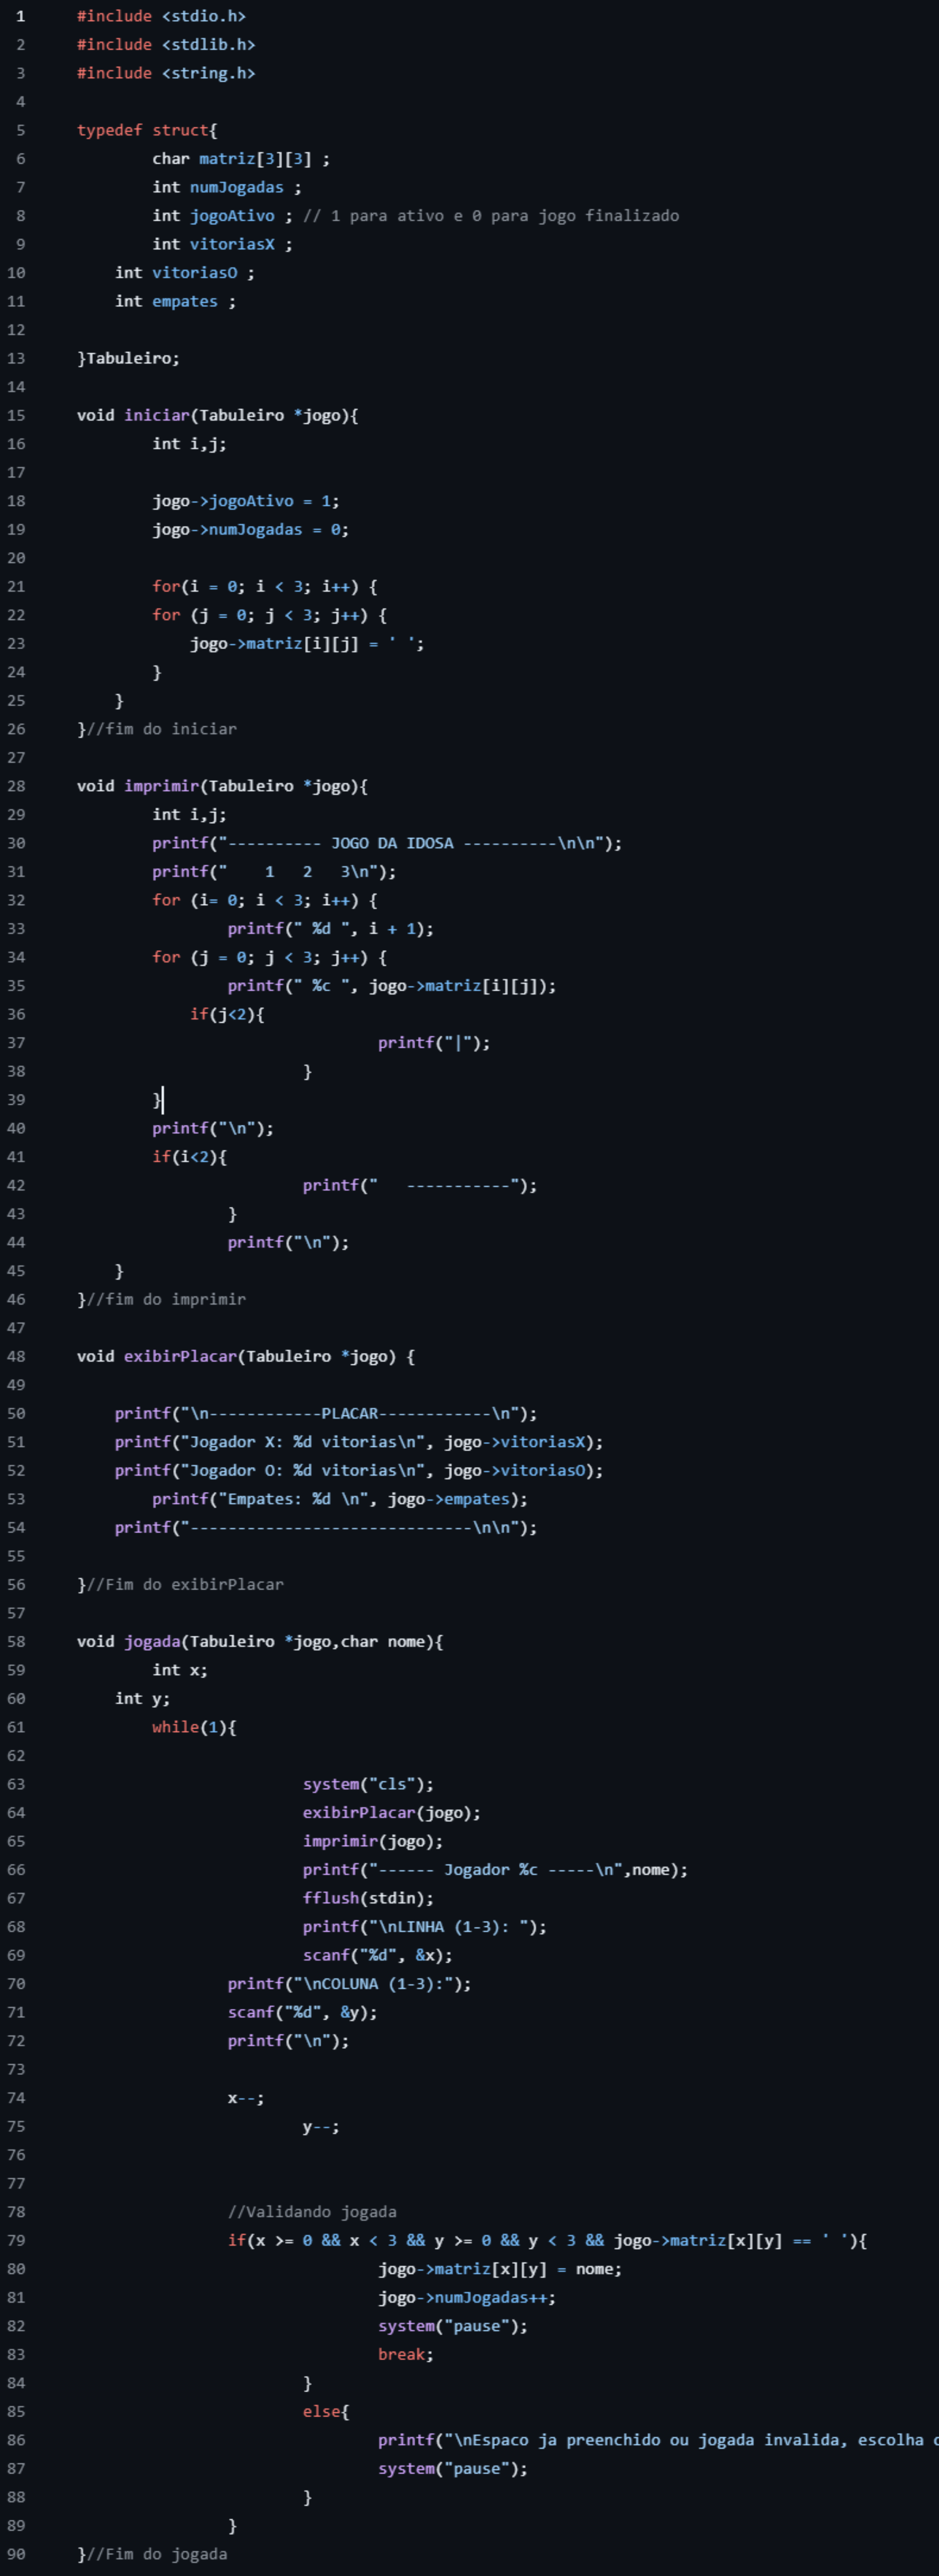 1 #include <stdio.h>
2 #include <stdlib.h>
3 #include <string.h>
4
5 typedef struct{
6         char matriz[3][3] ;
7         int numJogadas ;
8         int jogoAtivo ; // 1 para ativo e 0 para jogo finalizado
9         int vitoriasX ;
10     int vitoriasO ;
11     int empates ;
12
13 }Tabuleiro;
14
15 void iniciar(Tabuleiro *jogo){
16         int i,j;
17
18         jogo->jogoAtivo = 1;
19         jogo->numJogadas = 0;
20
21         for(i = 0; i < 3; i++) {
22         for (j = 0; j < 3; j++) {
23             jogo->matriz[i][j] = ' ';
24         }
25     }
26 }//fim do iniciar
27
28 void imprimir(Tabuleiro *jogo){
29         int i,j;
30         printf("---------- JOGO DA IDOSA ----------\n\n");
31         printf("    1   2   3\n");
32         for (i= 0; i < 3; i++) {
33                 printf(" %d ", i + 1);
34         for (j = 0; j < 3; j++) {
35                 printf(" %c ", jogo->matriz[i][j]);
36             if(j<2){
37                                 printf("|");
38                         }
39         }
40         printf("\n");
41         if(i<2){
42                         printf("   -----------");
43                 }
44                 printf("\n");
45     }
46 }//fim do imprimir
47
48 void exibirPlacar(Tabuleiro *jogo) {
49
50     printf("\n------------PLACAR------------\n");
51     printf("Jogador X: %d vitorias\n", jogo->vitoriasX);
52     printf("Jogador O: %d vitorias\n", jogo->vitoriasO);
53         printf("Empates: %d \n", jogo->empates);
54     printf("------------------------------\n\n");
55
56 }//Fim do exibirPlacar
57
58 void jogada(Tabuleiro *jogo,char nome){
59         int x;
60     int y;
61         while(1){
62
63                         system("cls");
64                         exibirPlacar(jogo);
65                         imprimir(jogo);
66                         printf("------ Jogador %c -----\n",nome);
67                         fflush(stdin);
68                         printf("\nLINHA (1-3): ");
69                         scanf("%d", &x);
70                 printf("\nCOLUNA (1-3):");
71                 scanf("%d", &y);
72                 printf("\n");
73
74                 x--;
75                         y--;
76
77
78                 //Validando jogada
79                 if(x >= 0 && x < 3 && y >= 0 && y < 3 && jogo->matriz[x][y] == ' '){
80                                 jogo->matriz[x][y] = nome;
81                                 jogo->numJogadas++;
82                                 system("pause");
83                                 break;
84                         }
85                         else{
86                                 printf("\nEspaco ja preenchido ou jogada invalida, escolha
87                                 system("pause");
88                         }
89                 }
90 }//Fim do jogada